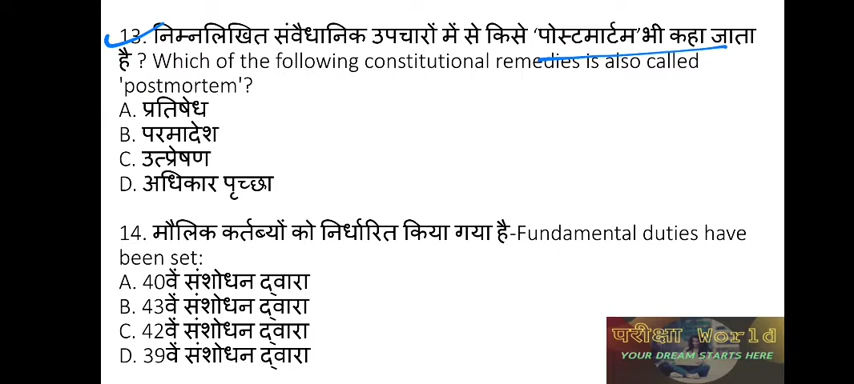 13. निम्नलिखित संवैधानिक उपचारों में से किसे ‘पोस्टमार्टम’भी कहा जाता
है ? Which of the following constitutional remedies is also called
'postmortem'?
A. प्रतिषेध
B. परमादेश
C. उत्प्रेषण
D. अधिकार पृच्छा
14. मौलिक कर्तब्यों को निर्धारित किया गया है-Fundamental duties have
been set:
A. 40वें संशोधन द्वारा
B. 43वें संशोधन द्वारा
C. 42वें संशोधन द्वारा
D. 39वें संशोधन द्वारा
परीक्षा World
YOUR DREAM STARTS HERE